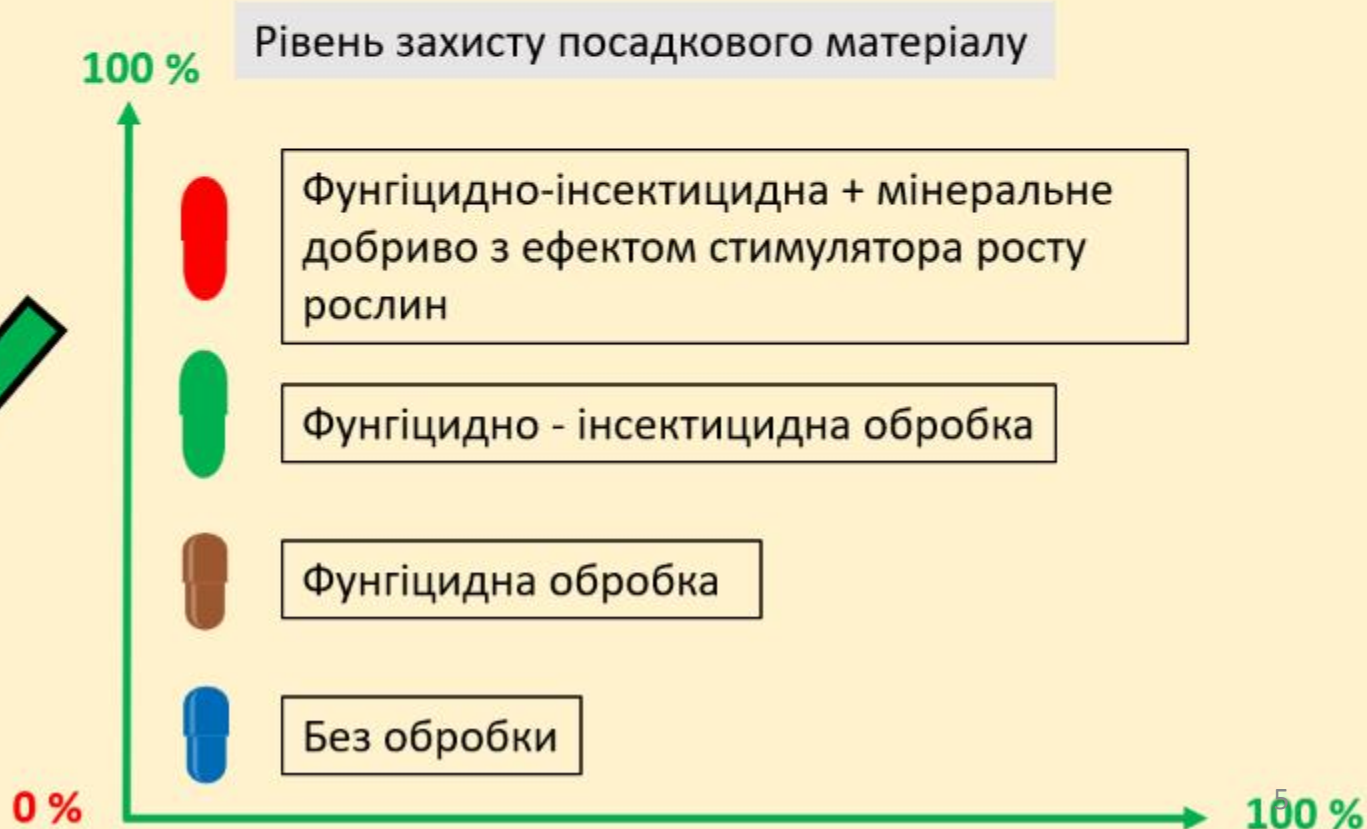 Рівень захисту посадкового матеріалу
100 %
Фунгіцидно-інсектицидна + мінеральне
добриво з ефектом стимулятора росту
рослин
Фунгіцидно - інсектицидна обробка
Фунгіцидна обробка
Без обробки
0 %
100 %
5